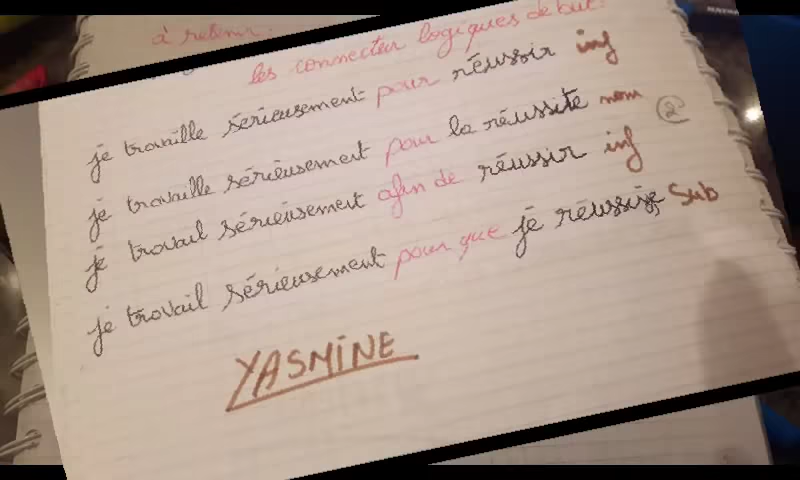 à retenir:
les connecteur logiques de but:
je travaille sérieusement pour réussir inf
je travaille sérieusement pour la réussite nom
je travail sérieusement afin de réussir inf 2
je travail sérieusement pour que je réussisse Sub
YASMINE